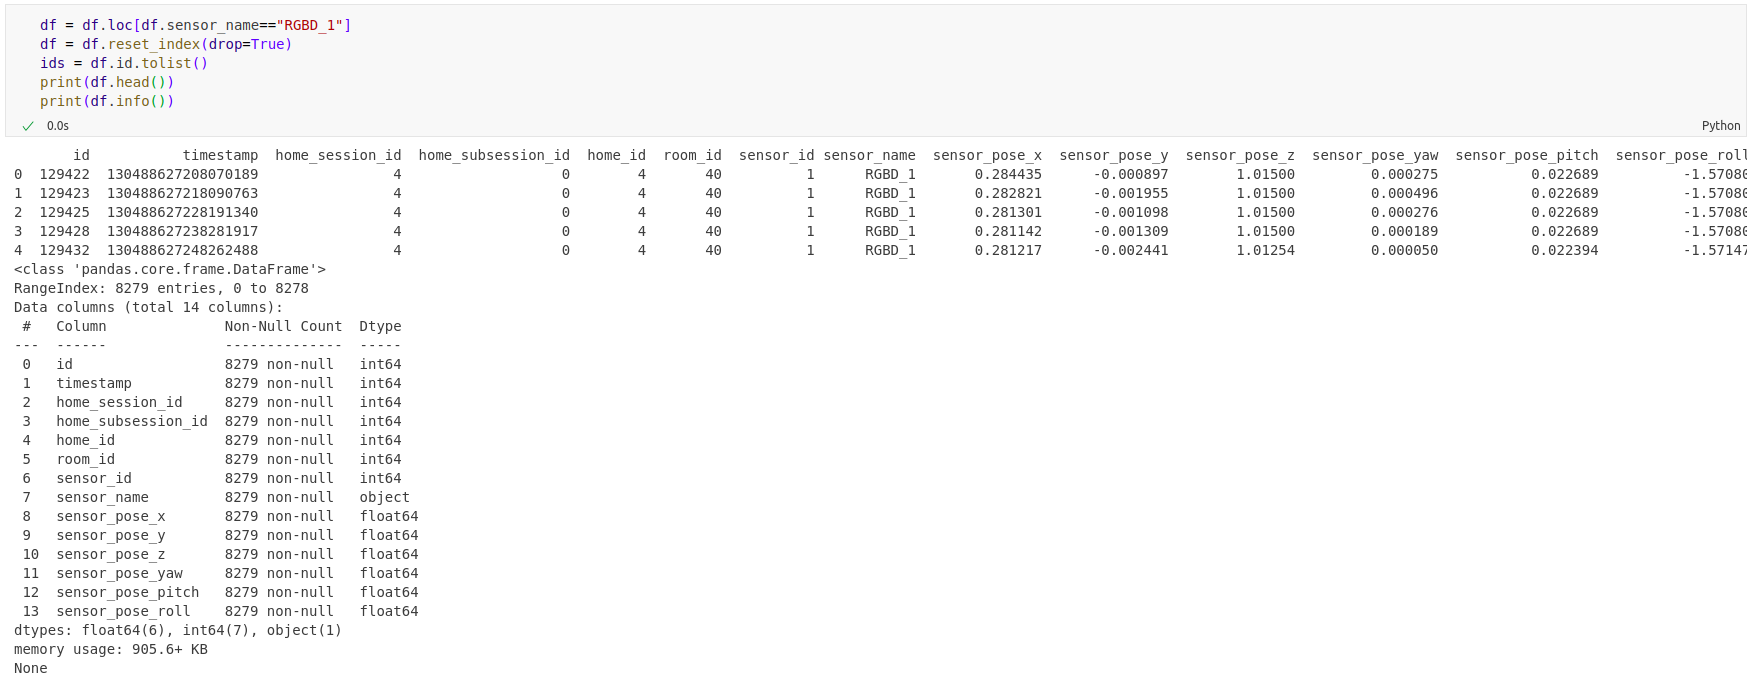 df = df.loc[df.sensor_name=="RGBD_1"]
df = df.reset_index(drop=True)
ids = df.id.tolist()
print(df.head())
print(df.info())
0.0s
Python
id timestamp home_session_id home_subsession_id home_id room_id sensor_id sensor_name sensor_pose_x sensor_pose_y sensor_pose_z sensor_pose_yaw sensor_pose_pitch sensor_pose_roll
0 129422 130488627208070189 4 0 4 40 1 RGBD_1 0.284435 -0.000897 1.01500 0.000275 0.022689 -1.57080
1 129423 130488627218090763 4 0 4 40 1 RGBD_1 0.282821 -0.001955 1.01500 0.000496 0.022689 -1.57080
2 129425 130488627228191340 4 0 4 40 1 RGBD_1 0.281301 -0.001098 1.01500 0.000276 0.022689 -1.57080
3 129428 130488627238281917 4 0 4 40 1 RGBD_1 0.281142 -0.001309 1.01500 0.000189 0.022689 -1.57080
4 129432 130488627248262488 4 0 4 40 1 RGBD_1 0.281217 -0.002441 1.01254 0.000050 0.022394 -1.57147
<class 'pandas.core.frame.DataFrame'>
RangeIndex: 8279 entries, 0 to 8278
Data columns (total 14 columns):
# Column Non-Null Count Dtype
--- ------ -------------- -----
0 id 8279 non-null int64
1 timestamp 8279 non-null int64
2 home_session_id 8279 non-null int64
3 home_subsession_id 8279 non-null int64
4 home_id 8279 non-null int64
5 room_id 8279 non-null int64
6 sensor_id 8279 non-null int64
7 sensor_name 8279 non-null object
8 sensor_pose_x 8279 non-null float64
9 sensor_pose_y 8279 non-null float64
10 sensor_pose_z 8279 non-null float64
11 sensor_pose_yaw 8279 non-null float64
12 sensor_pose_pitch 8279 non-null float64
13 sensor_pose_roll 8279 non-null float64
dtypes: float64(6), int64(7), object(1)
memory usage: 905.6+ KB
None